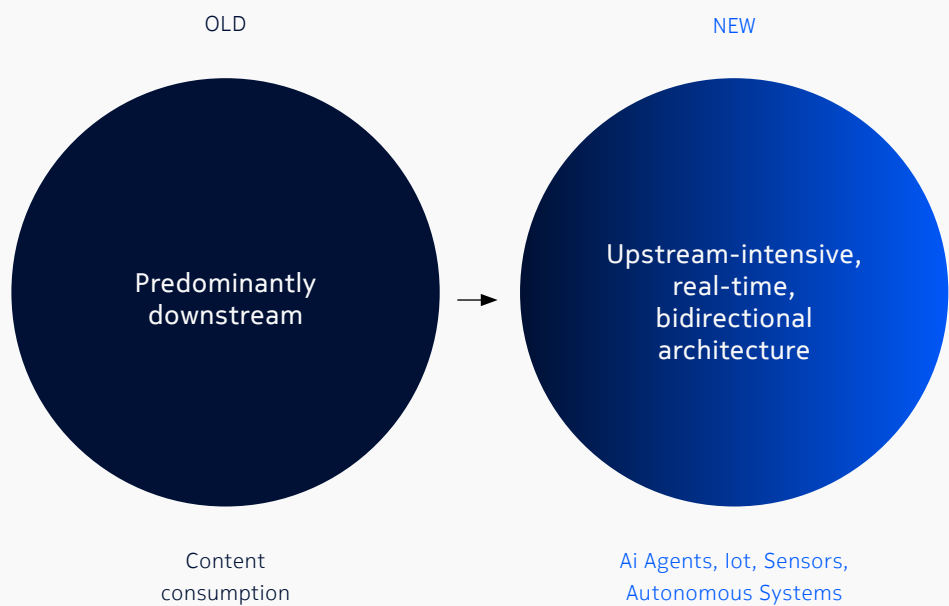 OLD
NEW
Predominantly
downstream
Upstream-intensive,
real-time,
bidirectional
architecture
Content
consumption
Ai Agents, Iot, Sensors,
Autonomous Systems